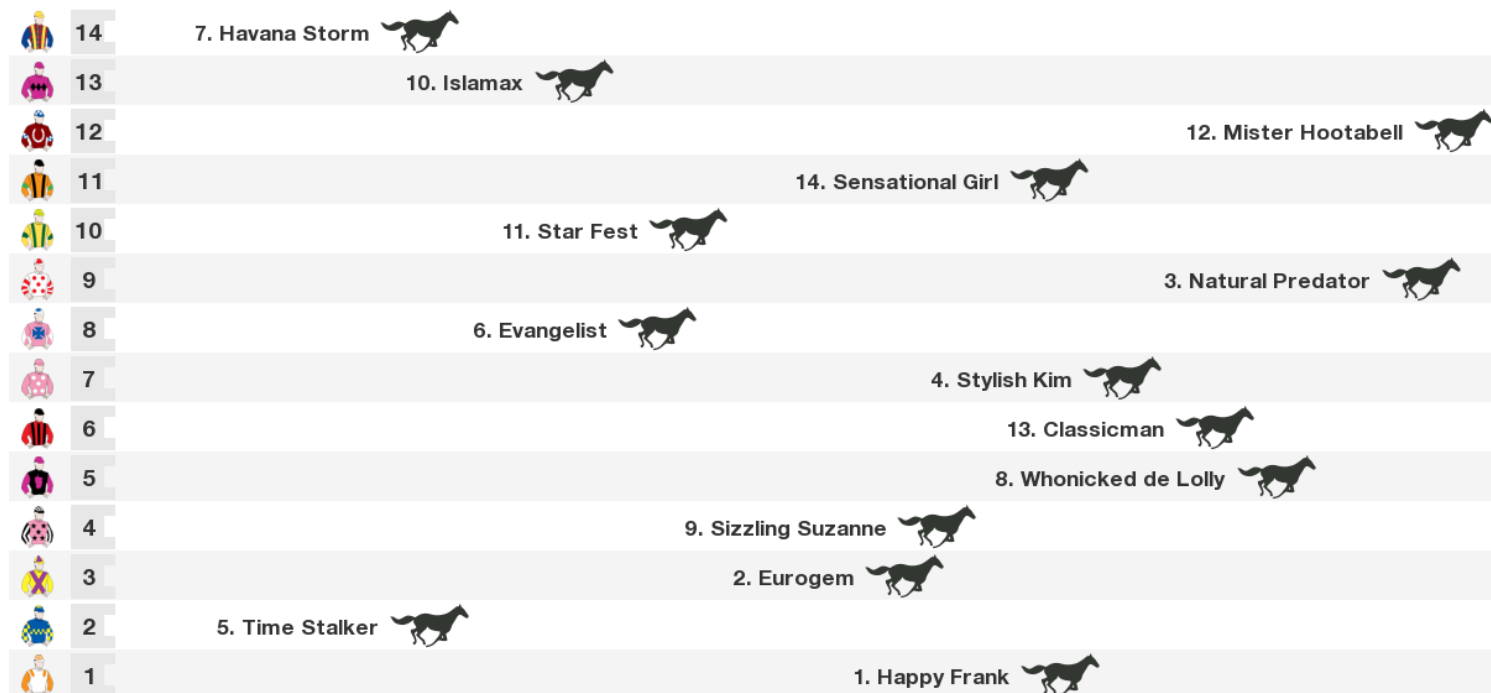 14 7. Havana Storm
13 10. Islamax
12 12. Mister Hootabell
11 14. Sensational Girl
10 11. Star Fest
9 3. Natural Predator
8 6. Evangelist
7 4. Stylish Kim
6 13. Classicman
5 8. Whonicked de Lolly
4 9. Sizzling Suzanne
3 2. Eurogem
2 5. Time Stalker
1 1. Happy Frank